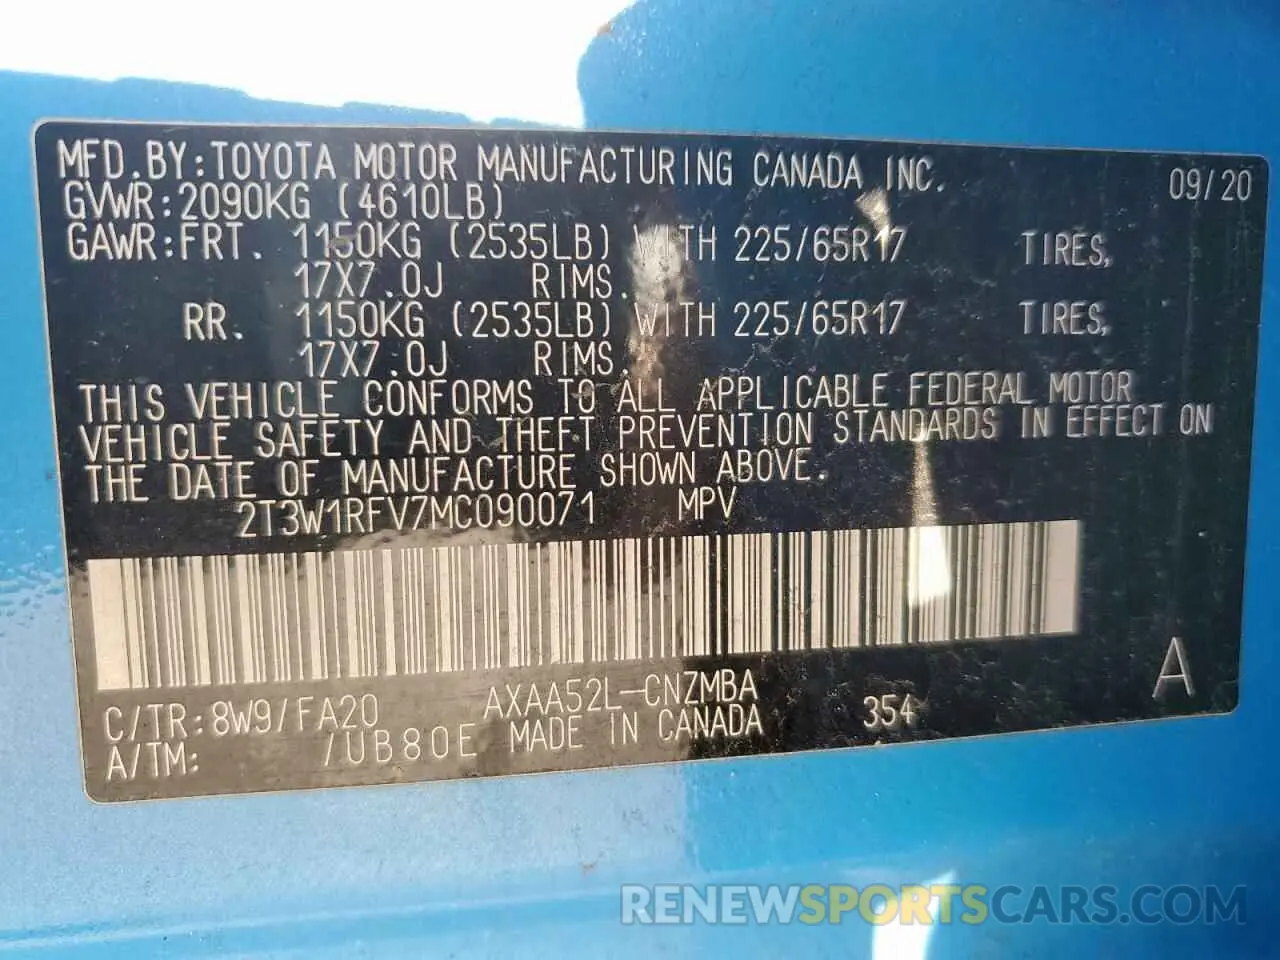 MFD.BY:TOYOTA MOTOR MANUFACTURING CANADA INC. 09/20
GVWR:2090KG (4610LB)
GAWR:FRT. 1150KG (2535LB) WITH 225/65R17 TIRES,
17X7.0J RIMS.
RR. 1150KG (2535LB) WITH 225/65R17 TIRES,
17X7.0J RIMS.
THIS VEHICLE CONFORMS TO ALL APPLICABLE FEDERAL MOTOR
VEHICLE SAFETY AND THEFT PREVENTION STANDARDS IN EFFECT ON
THE DATE OF MANUFACTURE SHOWN ABOVE.
2T3W1RFV7MC090071 MPV
C/TR:8W9/FA20 AXAA52L-CNZMBA 354 A
A/TM: /UB80E MADE IN CANADA
RENEWSPORTSCARS.COM